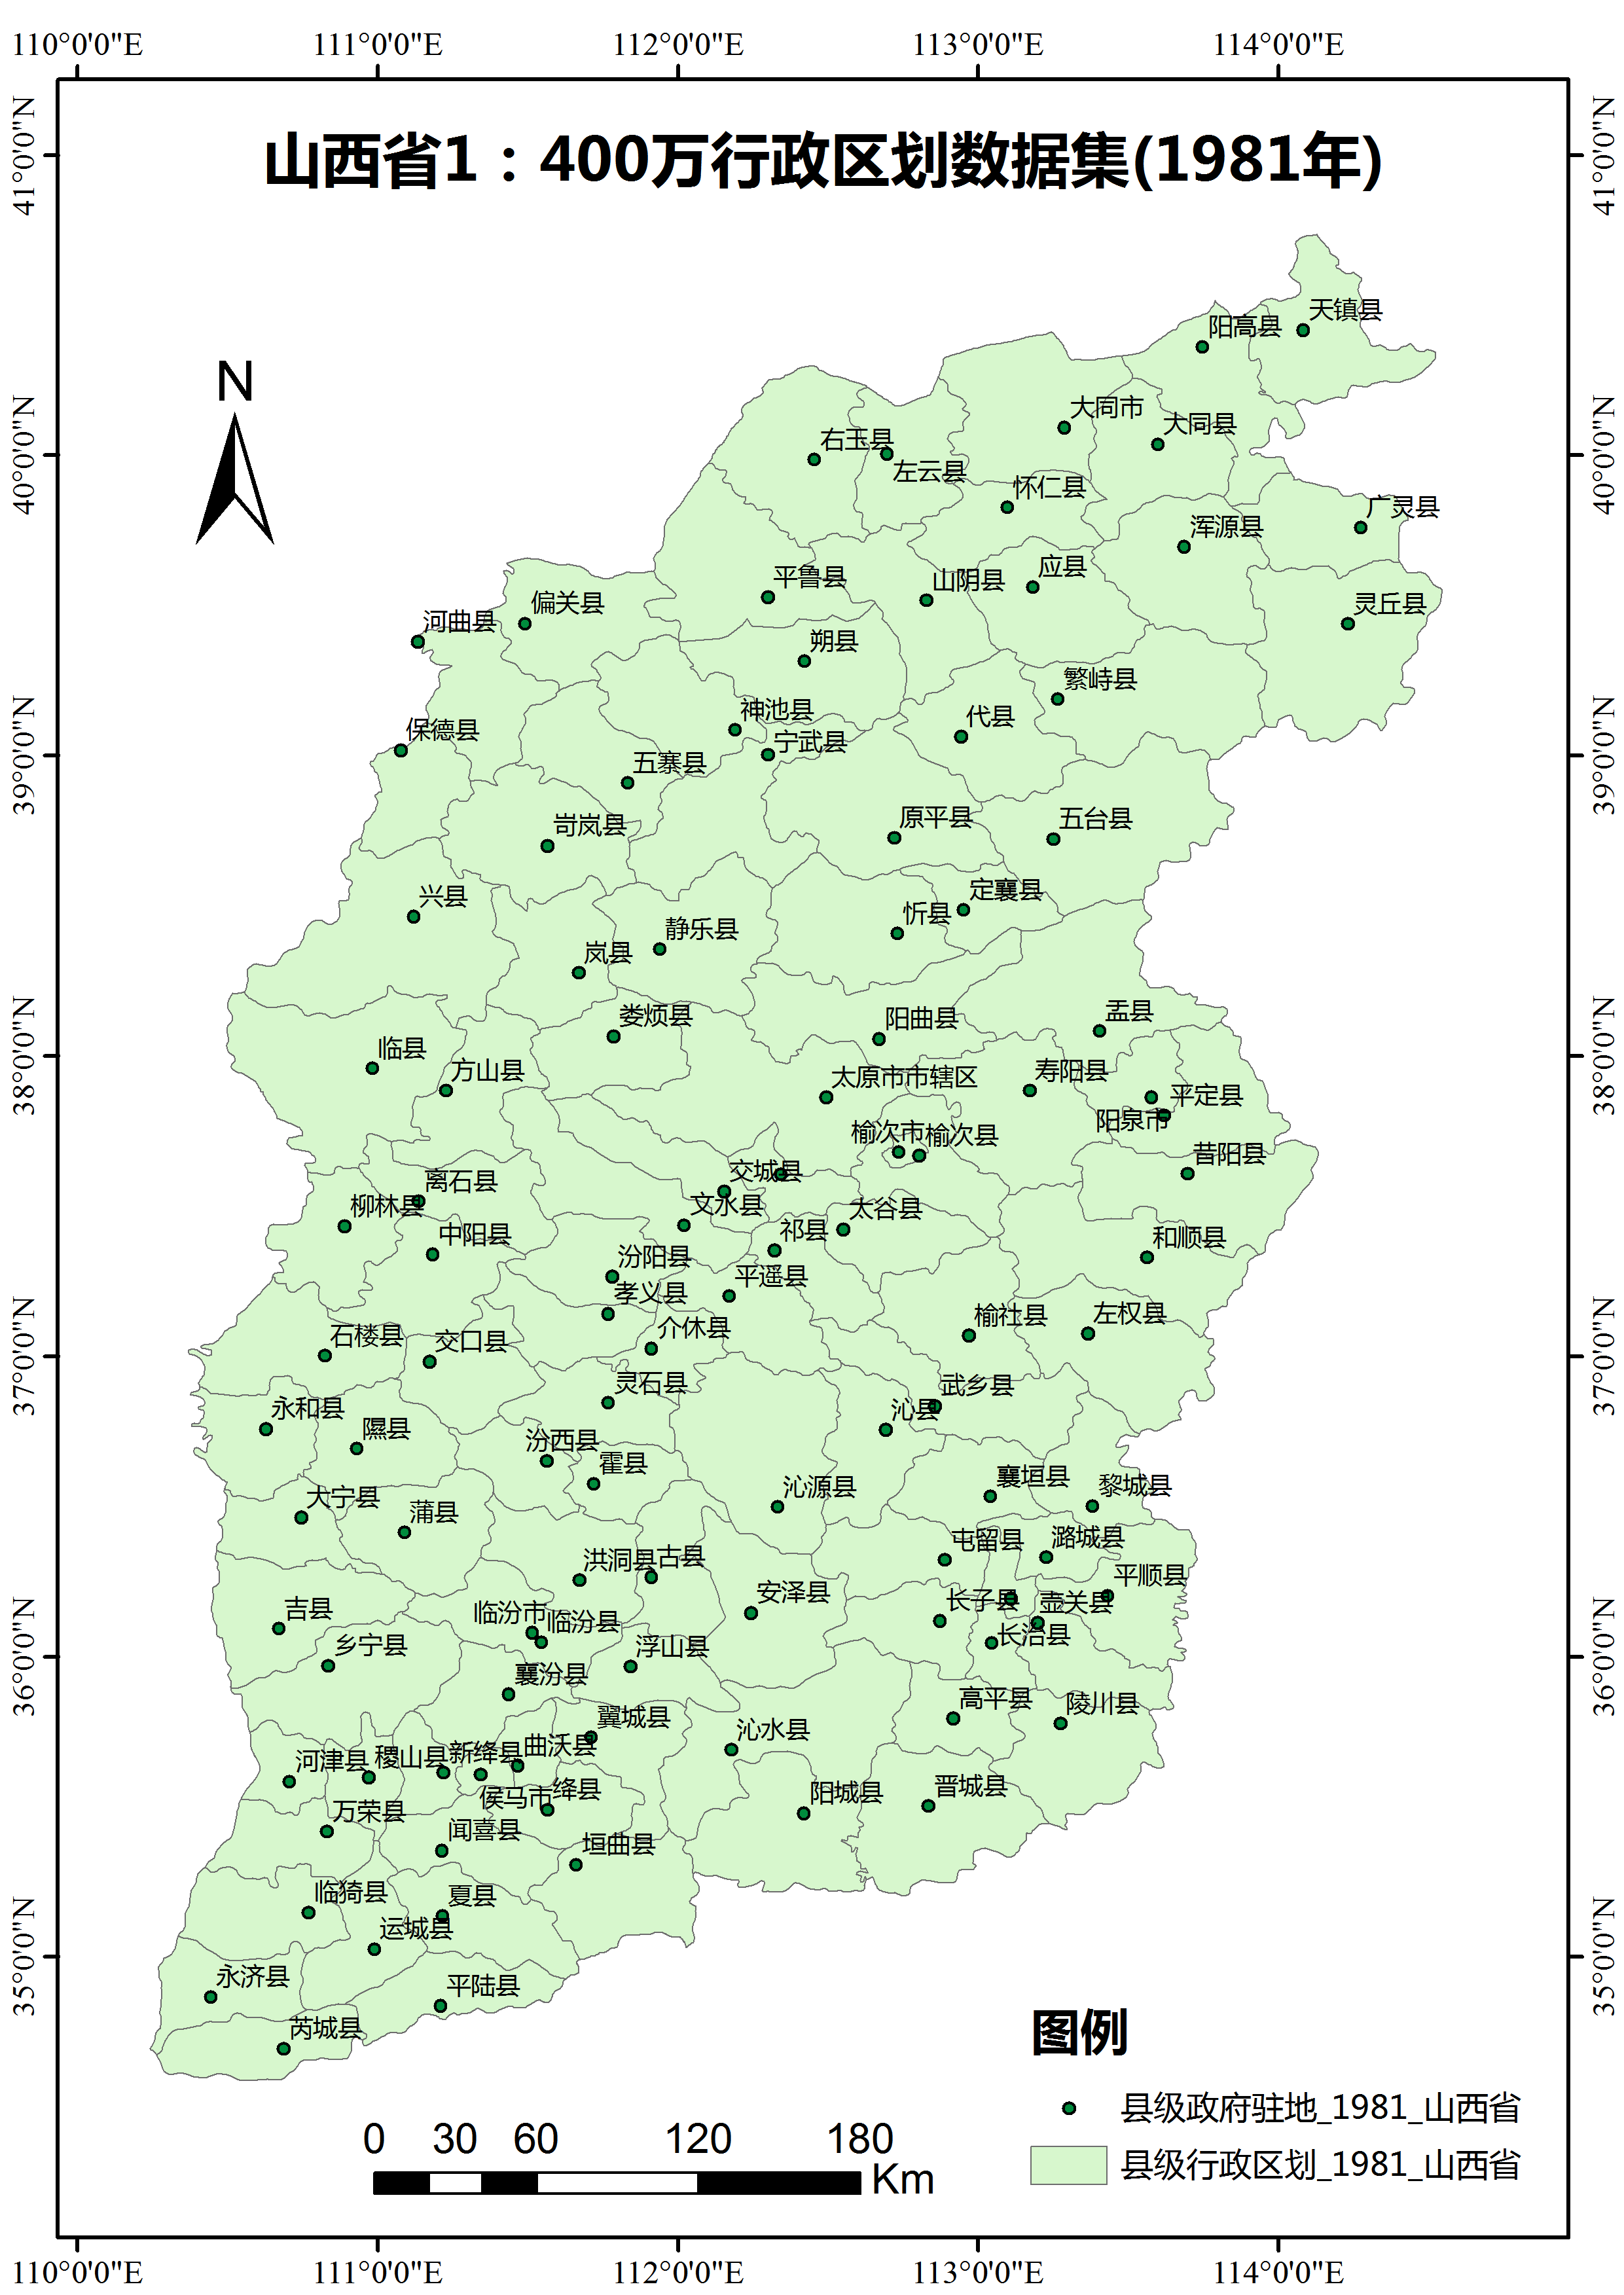 110°0'0"E
111°0'0"E
112°0'0"E
113°0'0"E
114°0'0"E
41°0'0"N
41°0'0"N
山西省1：400万行政区划数据集(1981年)
天镇县
阳高县
N
大同市
大同县
右玉县
左云县
40°0'0"N
40°0'0"N
怀仁县
广灵县
浑源县
应县
平鲁县
山阴县
偏关县
灵丘县
河曲县
朔县
繁峙县
神池县
代县
保德县
宁武县
39°0'0"N
39°0'0"N
五寨县
原平县
五台县
岢岚县
定襄县
兴县
忻县
静乐县
岚县
娄烦县
阳曲县
盂县
38°0'0"N
38°0'0"N
临县
方山县
太原市市辖区
寿阳县
平定县
阳泉市
榆次市
榆次县
昔阳县
交城县
离石县
柳林县
文水县
太谷县
中阳县
祁县
和顺县
汾阳县
平遥县
孝义县
介休县
榆社县
左权县
石楼县
交口县
37°0'0"N
37°0'0"N
灵石县
武乡县
永和县
沁县
隰县
汾西县
霍县
襄垣县
黎城县
沁源县
大宁县
蒲县
屯留县
潞城县
洪洞县
古县
平顺县
安泽县
长子县
壶关县
吉县
临汾市
临汾县
长治县
乡宁县
浮山县
36°0'0"N
36°0'0"N
襄汾县
高平县
陵川县
翼城县
沁水县
曲沃县
新绛县
稷山县
河津县
侯马市
绛县
阳城县
晋城县
万荣县
闻喜县
垣曲县
临猗县
夏县
运城县
35°0'0"N
35°0'0"N
永济县
平陆县
芮城县
图例
县级政府驻地_1981_山西省
县级行政区划_1981_山西省
0
30
60
120
180
Km
110°0'0"E
111°0'0"E
112°0'0"E
113°0'0"E
114°0'0"E